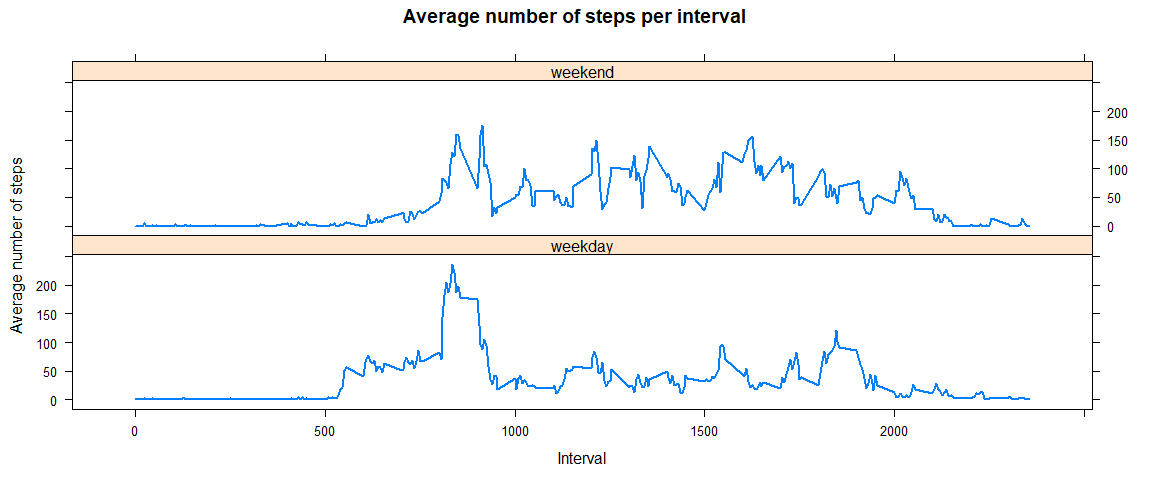 Average number of steps per interval
weekend
200
150
100
50
0
weekday
200
150
100
50
0
Average number of steps
0 500 1000 1500 2000
Interval